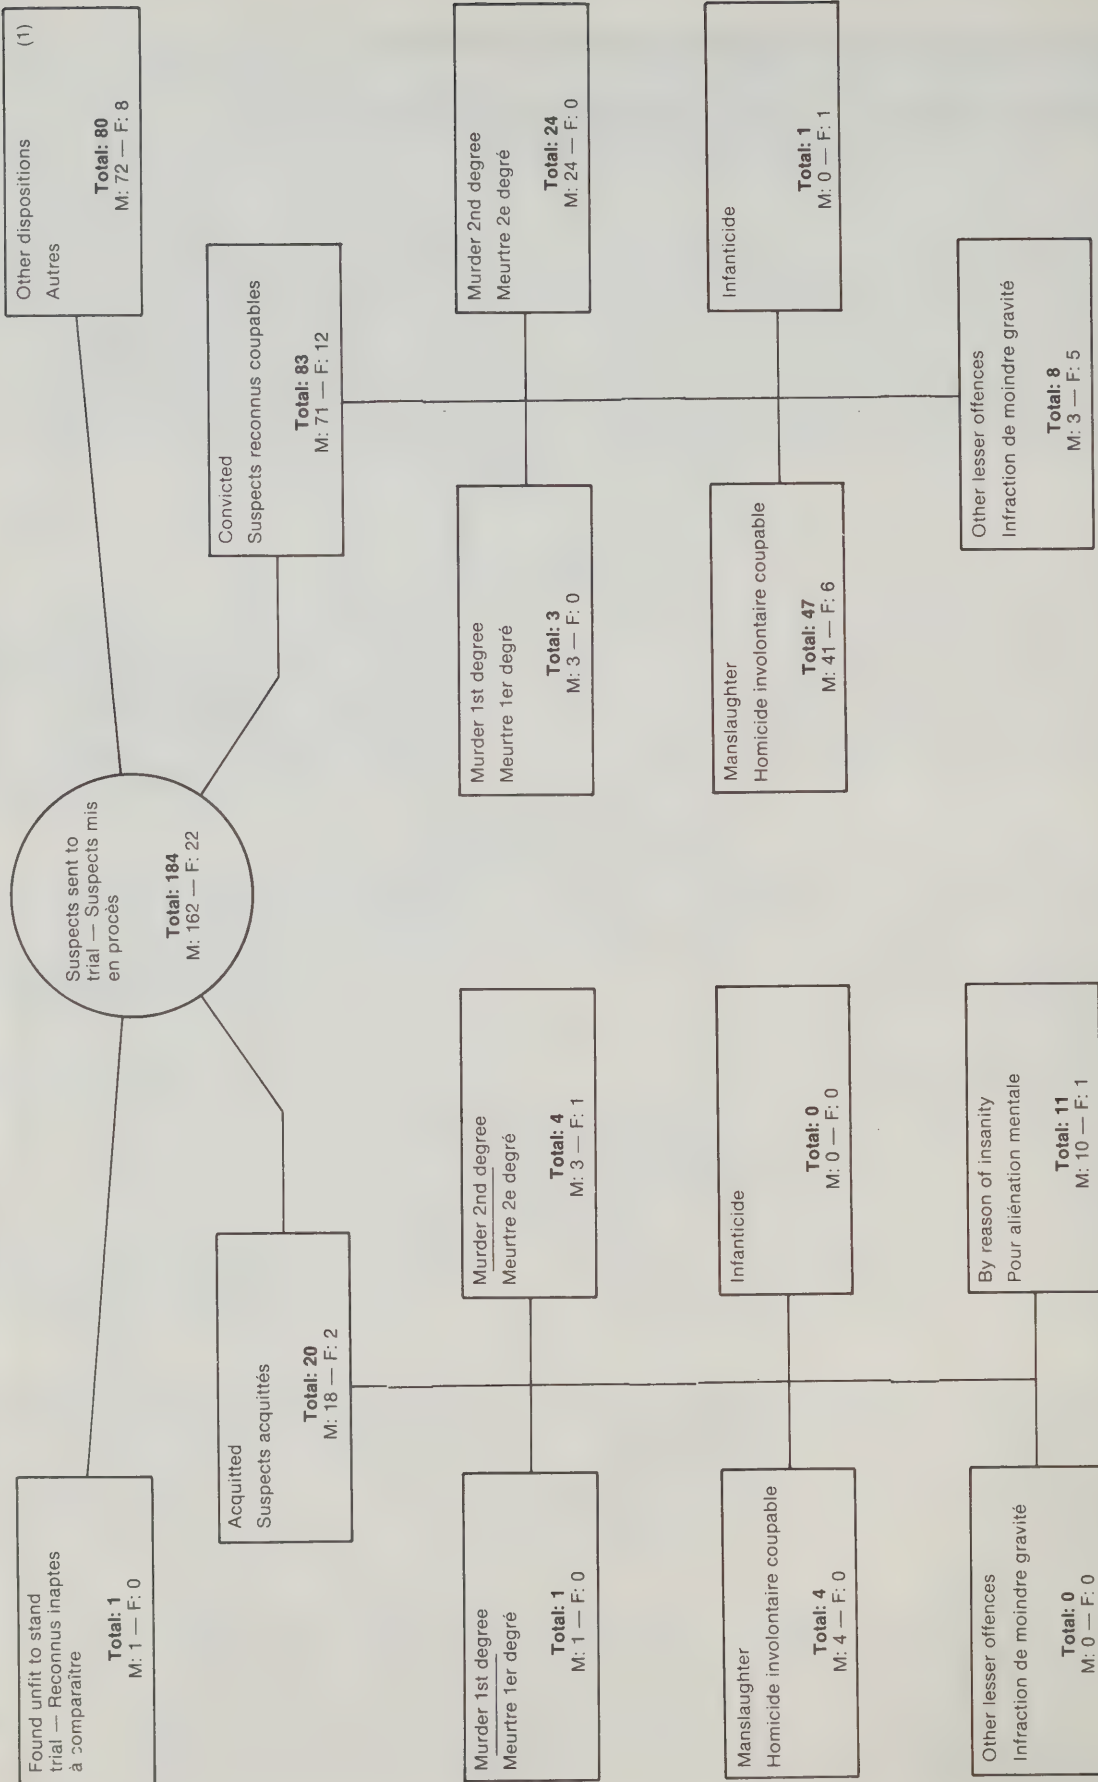 Suspects sent to
trial — Suspects mis
en procès
Total: 184
M: 162 — F: 22
Found unfit to stand
trial — Reconnus inaptes
à comparaître
Total: 1
M: 1 — F: 0
Other dispositions (1)
Autres
Total: 80
M: 72 — F: 8
Acquitted
Suspects acquittés
Total: 20
M: 18 — F: 2
Convicted
Suspects reconnus coupables
Total: 83
M: 71 — F: 12
Murder 1st degree
Meurtre 1er degré
Total: 1
M: 1 — F: 0
Murder 2nd degree
Meurtre 2e degré
Total: 4
M: 3 — F: 1
Murder 1st degree
Meurtre 1er degré
Total: 3
M: 3 — F: 0
Murder 2nd degree
Meurtre 2e degré
Total: 24
M: 24 — F: 0
Manslaughter
Homicide involontaire coupable
Total: 4
M: 4 — F: 0
Infanticide
Total: 0
M: 0 — F: 0
Manslaughter
Homicide involontaire coupable
Total: 47
M: 41 — F: 6
Infanticide
Total: 1
M: 0 — F: 1
Other lesser offences
Infraction de moindre gravité
Total: 0
M: 0 — F: 0
By reason of insanity
Pour aliénation mentale
Total: 11
M: 10 — F: 1
Other lesser offences
Infraction de moindre gravité
Total: 8
M: 3 — F: 5